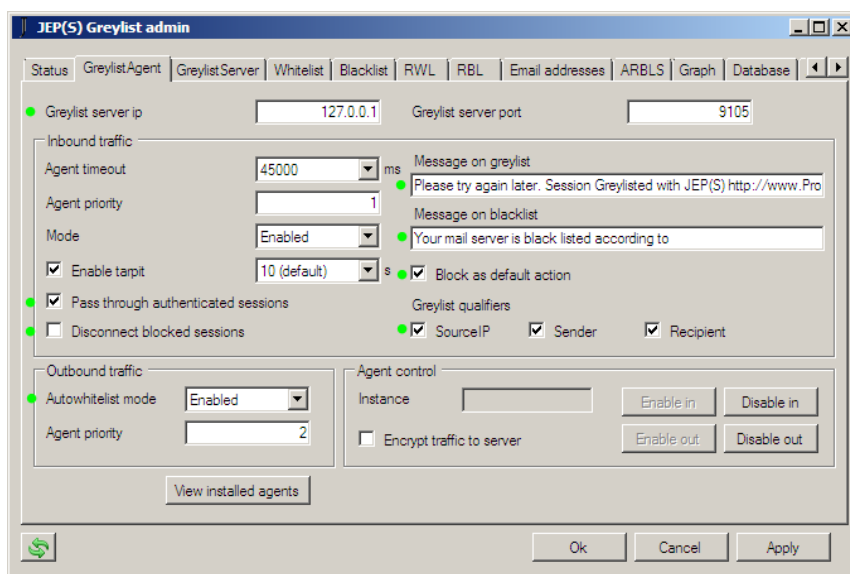 JEP(S) Greylist admin
Status GreylistAgent GreylistServer Whitelist Blacklist RWL RBL Email addresses ARBLS Graph Database
Greylist server ip 127.0.0.1 Greylist server port 9105
Inbound traffic
Agent timeout 45000 ms Message on greylist
Please try again later. Session Greylisted with JEP(S) http://www.Pro
Agent priority 1
Message on blacklist
Mode Enabled Your mail server is black listed according to
Enable tarpit 10 (default) s Block as default action
Pass through authenticated sessions Greylist qualifiers
Disconnect blocked sessions SourceIP Sender Recipient
Outbound traffic Agent control
Autowhitelist mode Enabled Instance Enable in Disable in
Agent priority 2 Encrypt traffic to server Enable out Disable out
View installed agents
Ok Cancel Apply